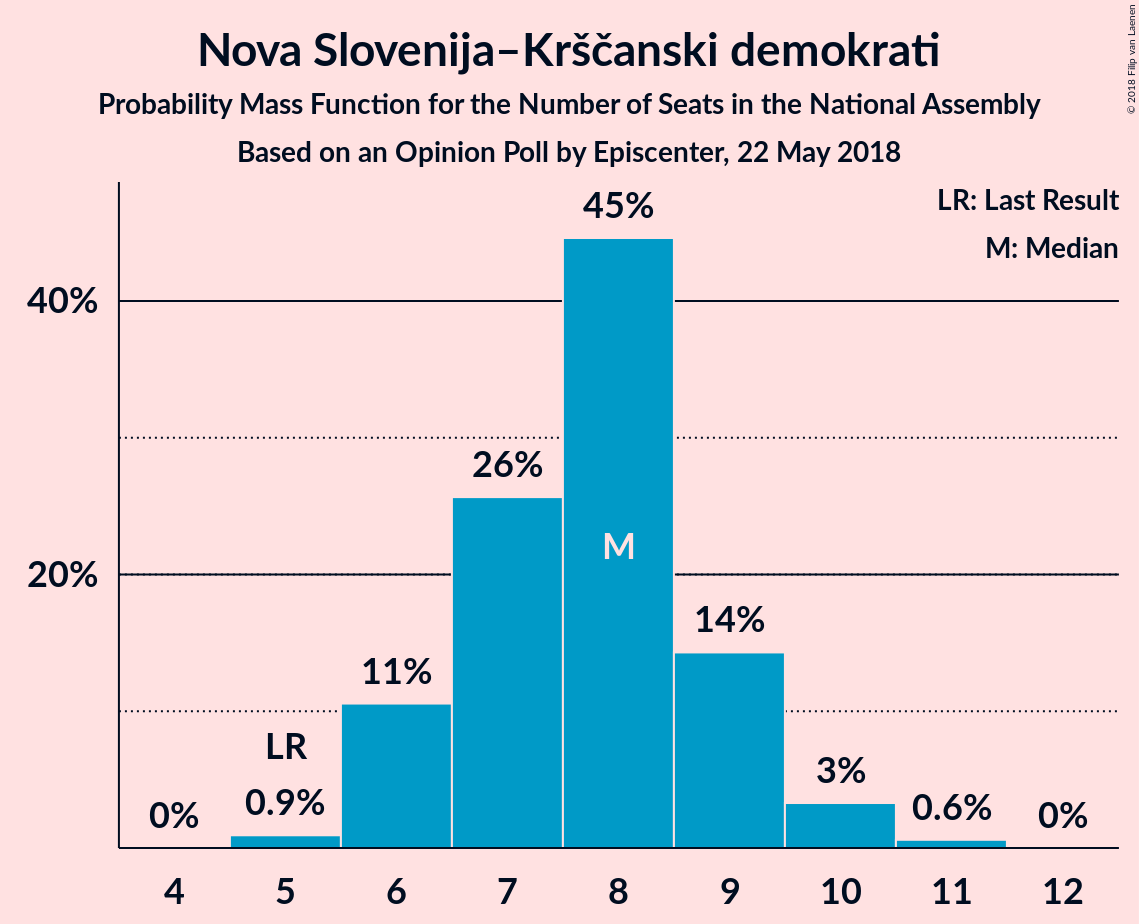 Nova Slovenija–Krščanski demokrati
Probability Mass Function for the Number of Seats in the National Assembly
Based on an Opinion Poll by Episcenter, 22 May 2018
© 2018 Filip van Laenen
LR: Last Result
M: Median
45%
40%
26%
M
20%
14%
11%
LR
3%
0.9%
0.6%
0%
0%
4 5 6 7 8 9 10 11 12